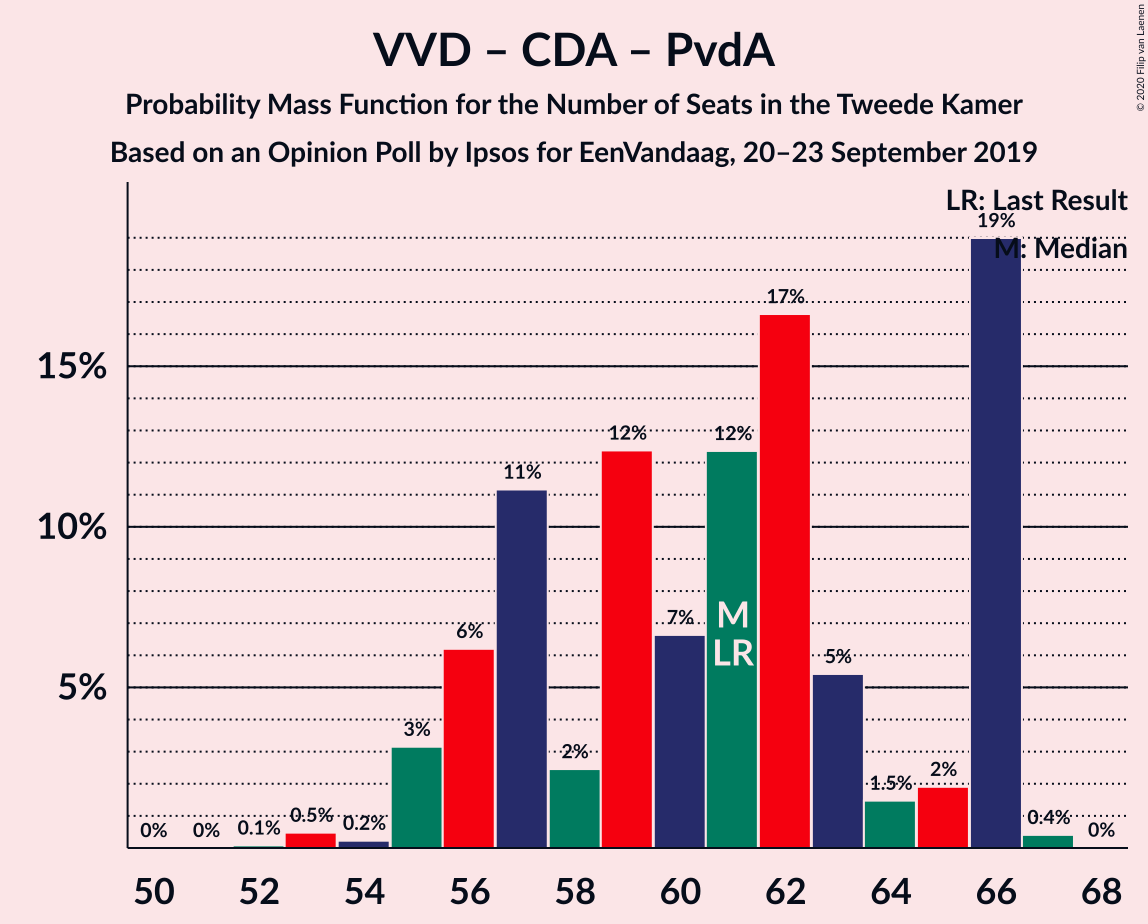 VVD – CDA – PvdA
Probability Mass Function for the Number of Seats in the Tweede Kamer
Based on an Opinion Poll by Ipsos for EenVandaag, 20–23 September 2019
© 2020 Filip van Laenen
LR: Last Result
M: Median
15%
10%
5%
0%
0%
0.1%
0.5%
0.2%
3%
6%
11%
2%
12%
7%
12%
17%
5%
1.5%
2%
19%
0.4%
0%
M
LR
50 52 54 56 58 60 62 64 66 68